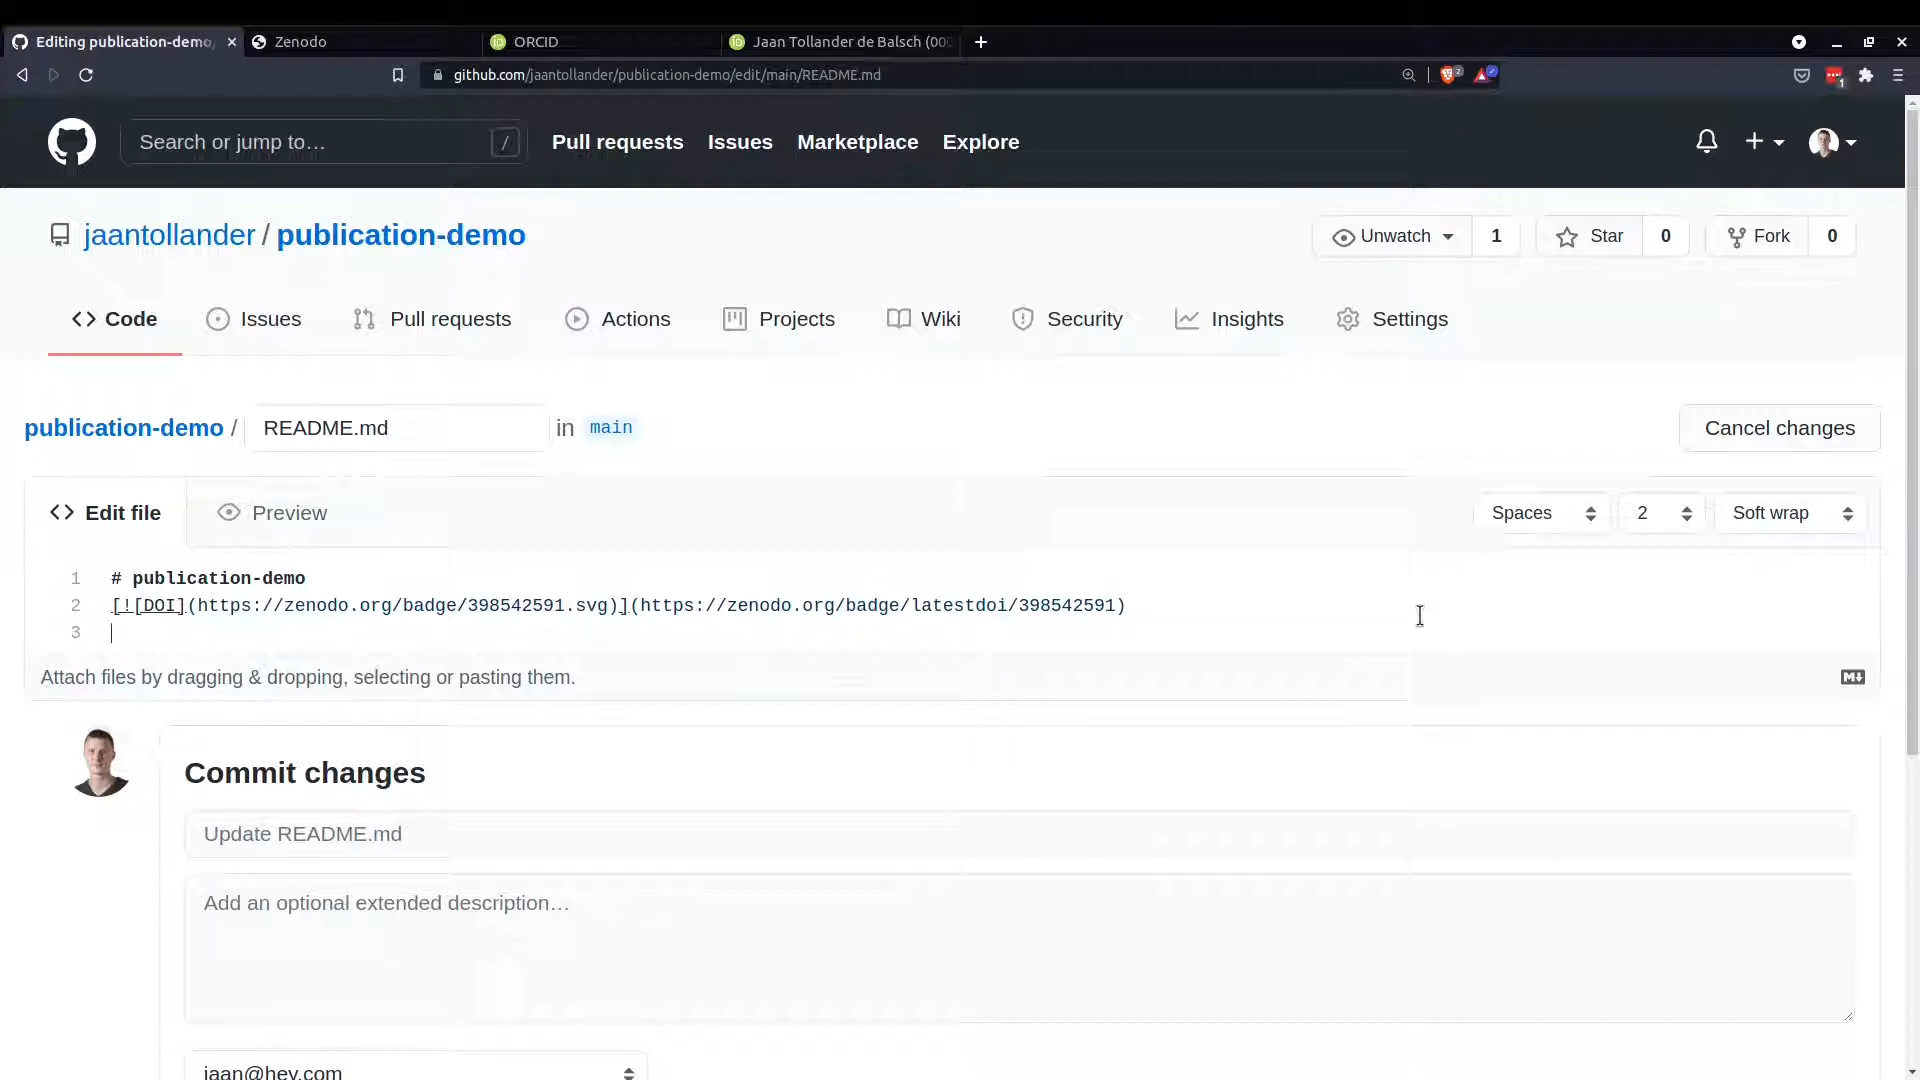 Editing publication-demo/
Zenodo
ORCID
Jaan Tollander de Balsch (000
github.com/jaantollander/publication-demo/edit/main/README.md
2
1
Search or jump to…
/
Pull requests
Issues
Marketplace
Explore
jaantollander / publication-demo
Unwatch
1
Star
0
Fork
0
Code
Issues
Pull requests
Actions
Projects
Wiki
Security
Insights
Settings
publication-demo / README.md in main
Cancel changes
Edit file
Preview
Spaces
2
Soft wrap
1 # publication-demo
2 [![DOI](https://zenodo.org/badge/398542591.svg)](https://zenodo.org/badge/latestdoi/398542591)
3
Attach files by dragging & dropping, selecting or pasting them.
M
Commit changes
Update README.md
Add an optional extended description…
jaan@hey.com